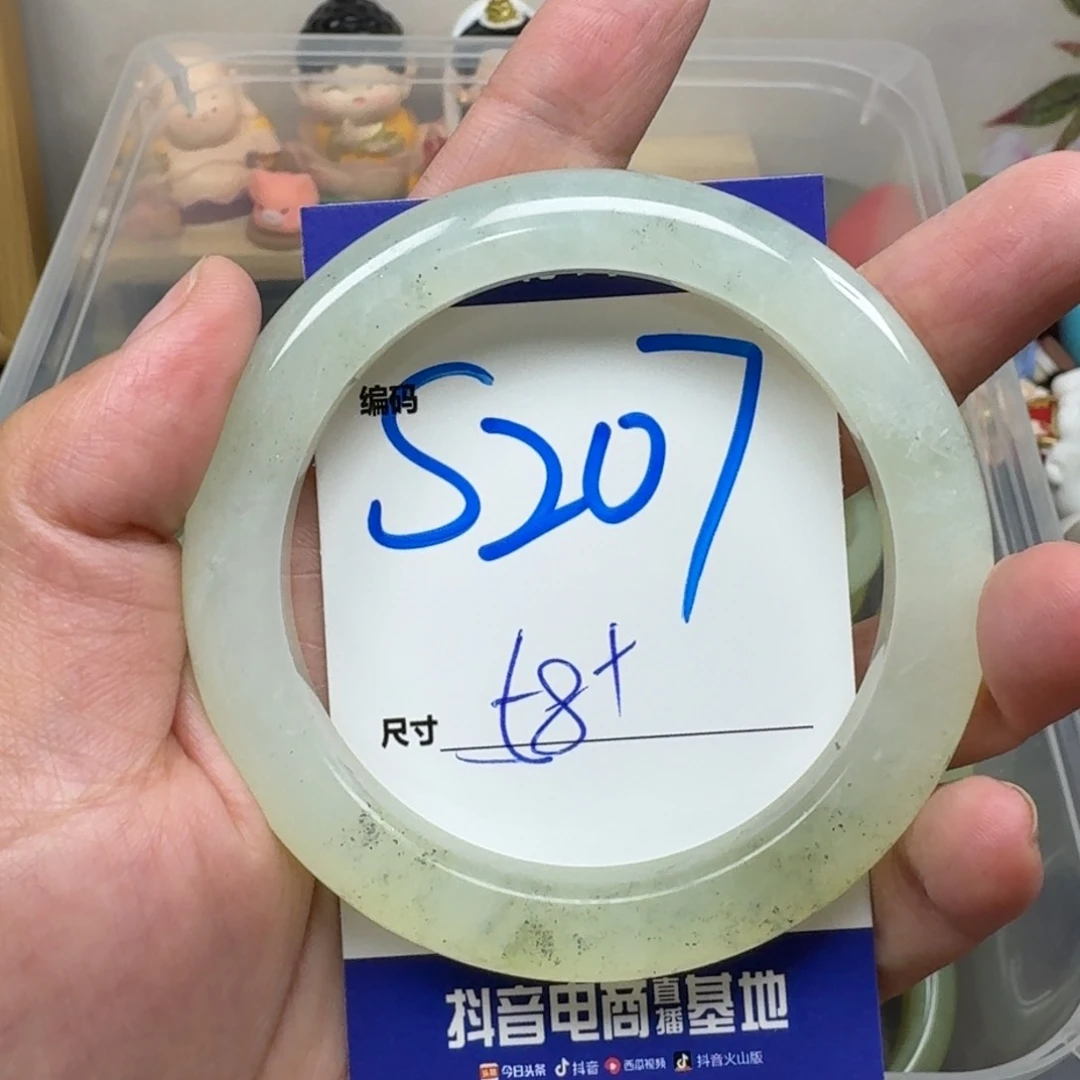 编码 S207
尺寸 58+
抖音电商直播基地
今日头条 抖音 西瓜视频 抖音火山版